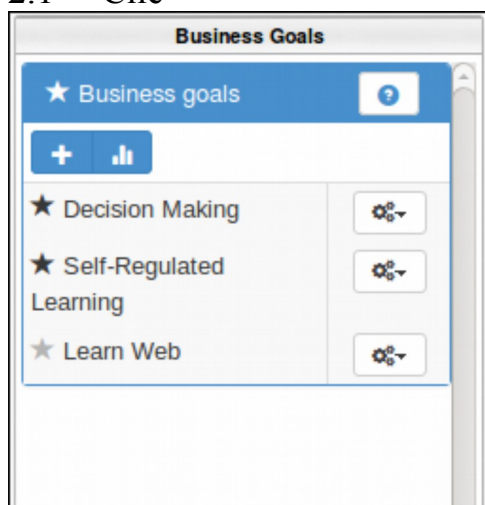 Business Goals
★ Business goals
★ Decision Making
★ Self-Regulated
Learning
★ Learn Web